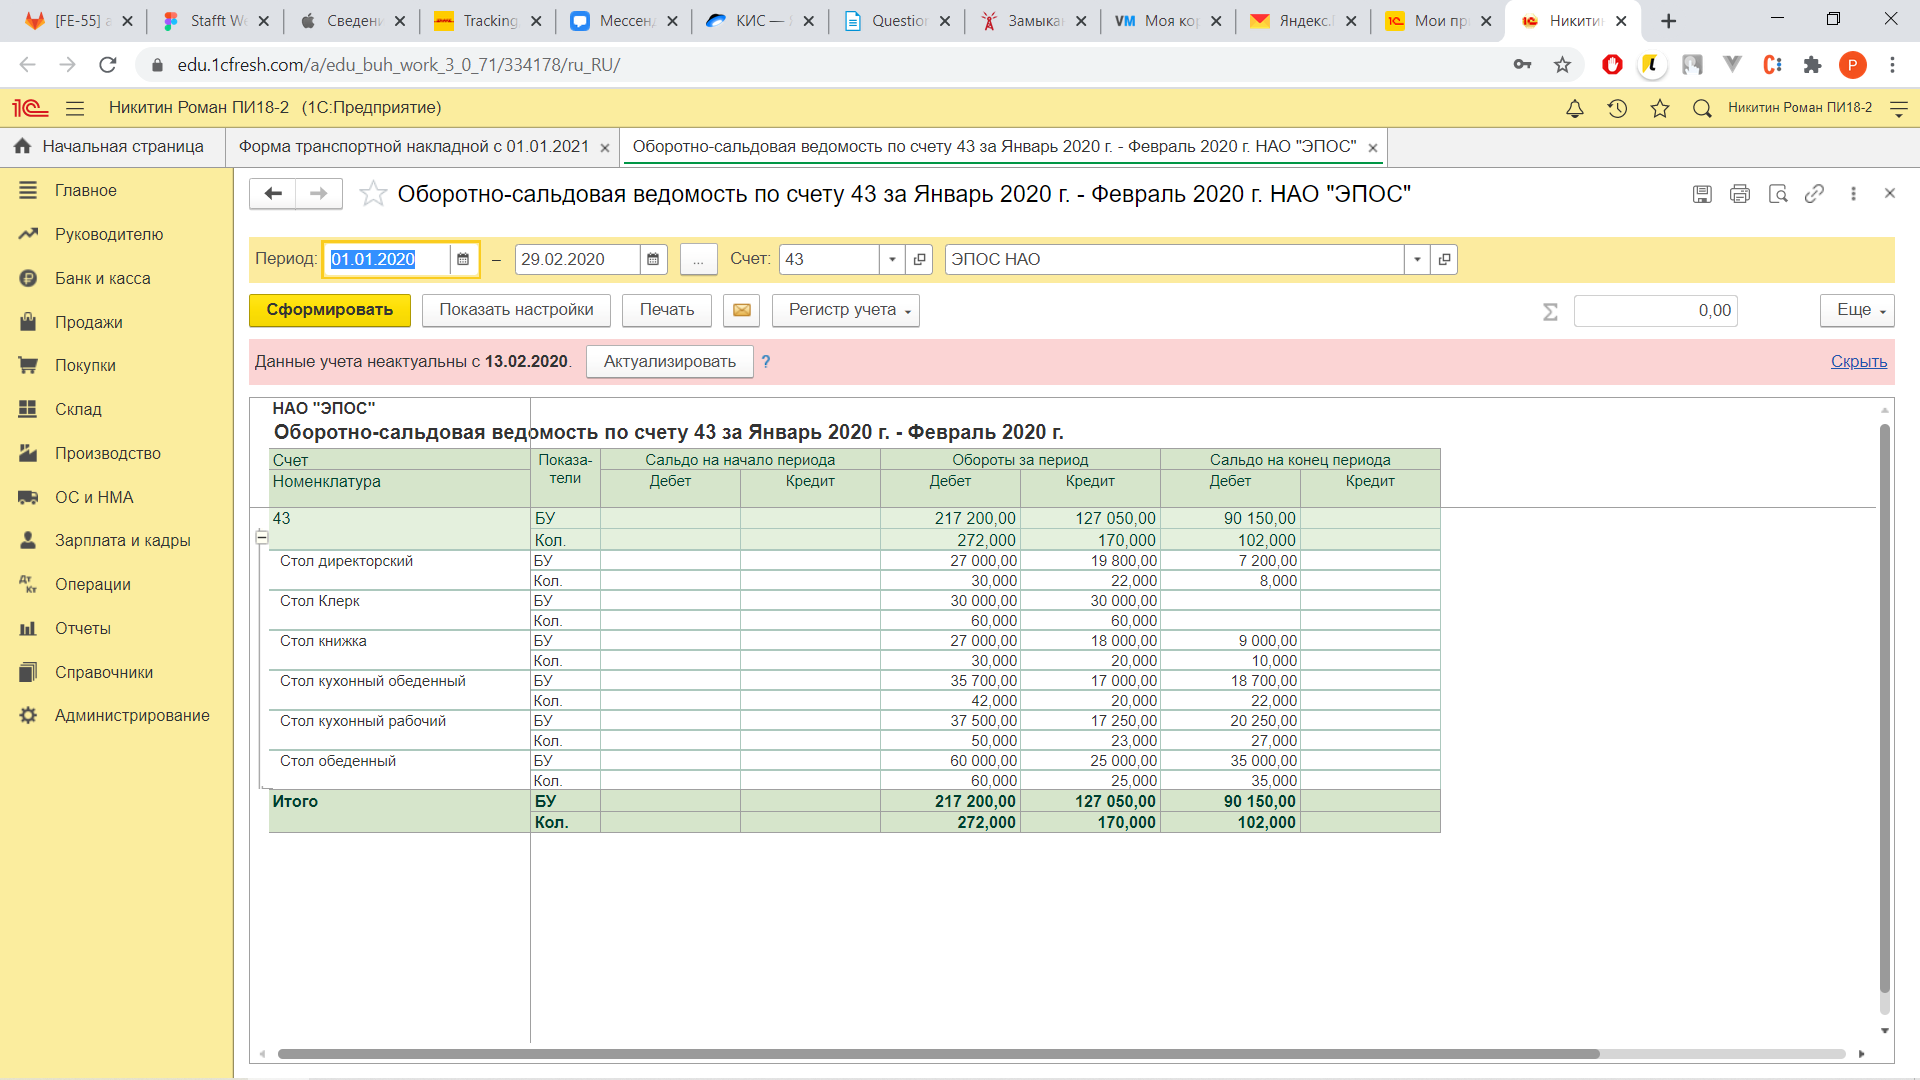 [FE-55] a
Stafft We
Сведени
Tracking
Мессенд
КИС —
Question
Замыкан
VM Моя кор
Яндекс.
Мои пр
Никитин
edu.1cfresh.com/a/edu_buh_work_3_0_71/334178/ru_RU/
P
Никитин Роман ПИ18-2 (1С:Предприятие)
Никитин Роман ПИ18-2
Начальная страница
Форма транспортной накладной с 01.01.2021
Оборотно-сальдовая ведомость по счету 43 за Январь 2020 г. - Февраль 2020 г. НАО "ЭПОС"
Главное
Руководителю
Банк и касса
Продажи
Покупки
Склад
Производство
ОС и НМА
Зарплата и кадры
Операции
Отчеты
Справочники
Администрирование
Оборотно-сальдовая ведомость по счету 43 за Январь 2020 г. - Февраль 2020 г. НАО "ЭПОС"
Период: 01.01.2020 – 29.02.2020 ... Счет: 43 ЭПОС НАО
Сформировать Показать настройки Печать Регистр учета Σ 0,00 Еще
Данные учета неактуальны с 13.02.2020. Актуализировать ? Скрыть
НАО "ЭПОС"
Оборотно-сальдовая ведомость по счету 43 за Январь 2020 г. - Февраль 2020 г.
Счет Показа- Сальдо на начало периода Обороты за период Сальдо на конец периода
Номенклатура тели Дебет Кредит Дебет Кредит Дебет Кредит
43 БУ 217 200,00 127 050,00 90 150,00
Кол. 272,000 170,000 102,000
Стол директорский БУ 27 000,00 19 800,00 7 200,00
Кол. 30,000 22,000 8,000
Стол Клерк БУ 30 000,00 30 000,00
Кол. 60,000 60,000
Стол книжка БУ 27 000,00 18 000,00 9 000,00
Кол. 30,000 20,000 10,000
Стол кухонный обеденный БУ 35 700,00 17 000,00 18 700,00
Кол. 42,000 20,000 22,000
Стол кухонный рабочий БУ 37 500,00 17 250,00 20 250,00
Кол. 50,000 23,000 27,000
Стол обеденный БУ 60 000,00 25 000,00 35 000,00
Кол. 60,000 25,000 35,000
Итого БУ 217 200,00 127 050,00 90 150,00
Кол. 272,000 170,000 102,000